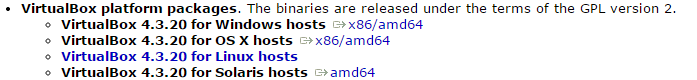 VirtualBox platform packages. The binaries are released under the terms of the GPL version 2.
VirtualBox 4.3.20 for Windows hosts x86/amd64
VirtualBox 4.3.20 for OS X hosts x86/amd64
VirtualBox 4.3.20 for Linux hosts
VirtualBox 4.3.20 for Solaris hosts amd64